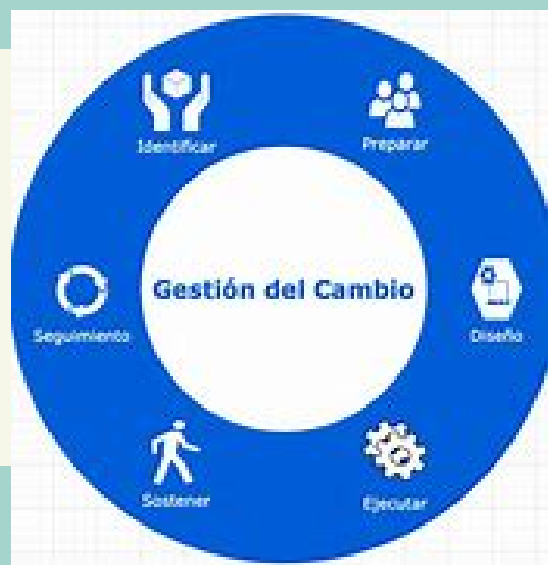 Identificar
Preparar
Gestión del Cambio
Seguimiento
Diseño
Sostener
Ejecutar